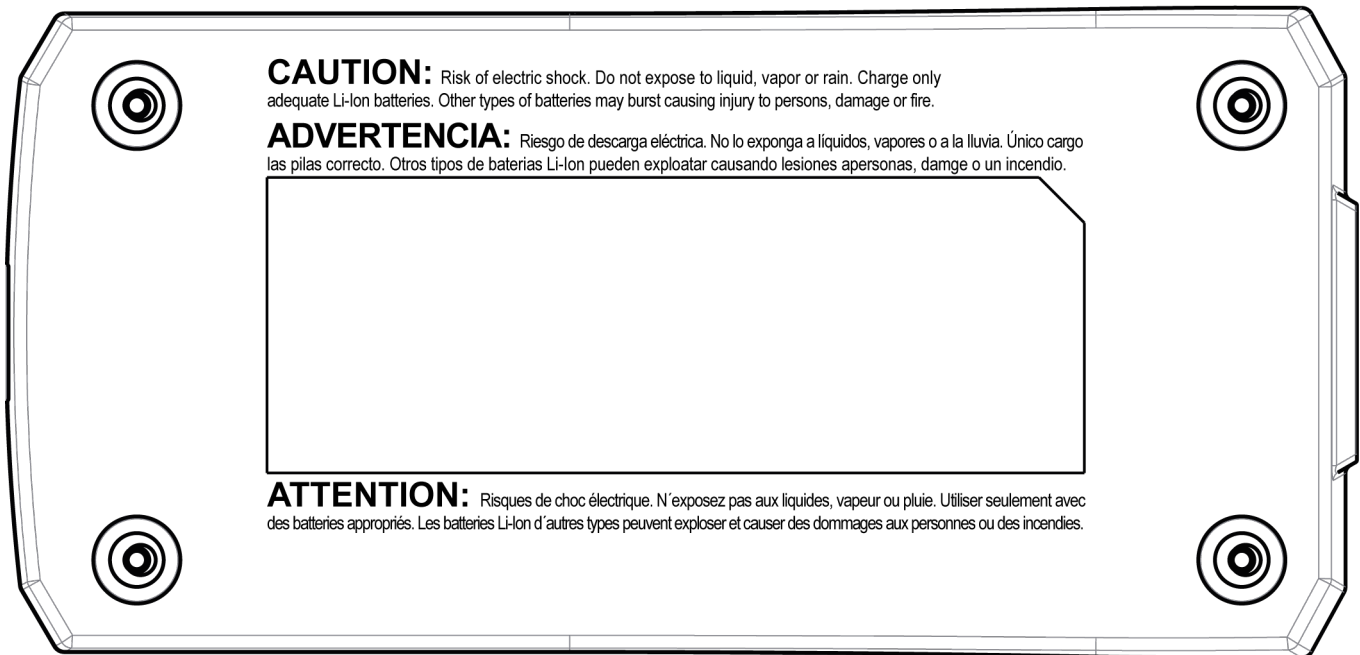 CAUTION: Risk of electric shock. Do not expose to liquid, vapor or rain. Charge only
adequate Li-Ion batteries. Other types of batteries may burst causing injury to persons, damage or fire.
ADVERTENCIA: Riesgo de descarga eléctrica. No lo exponga a líquidos, vapores o a la lluvia. Único cargo
las pilas correcto. Otros tipos de baterias Li-Ion pueden exploatar causando lesiones apersonas, damge o un incendio.
ATTENTION: Risques de choc électrique. N´exposez pas aux liquides, vapeur ou pluie. Utiliser seulement avec
des batteries appropriés. Les batteries Li-Ion d´autres types peuvent exploser et causer des dommages aux personnes ou des incendies.